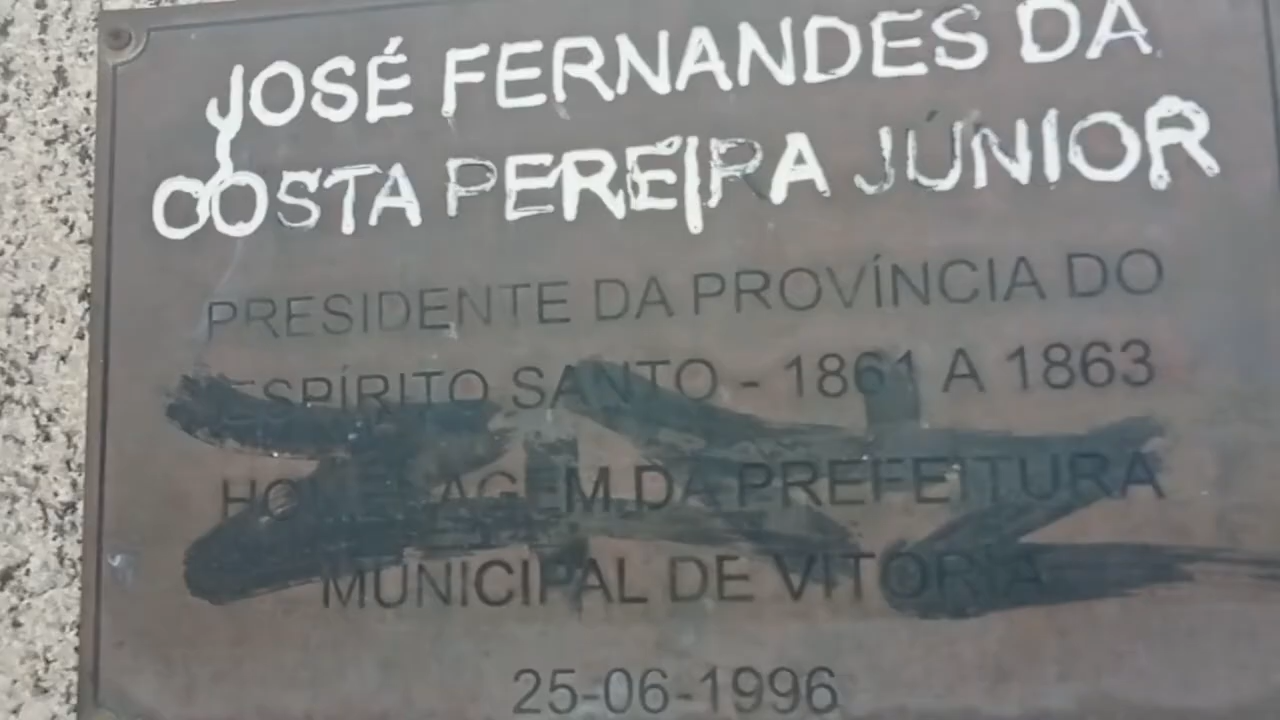 JOSÉ FERNANDES DA
COSTA PEREIRA JÚNIOR
PRESIDENTE DA PROVÍNCIA DO
ESPÍRITO SANTO - 1861 A 1863
HOMENAGEM DA PREFEITURA
MUNICIPAL DE VITÓRIA
25-06-1996